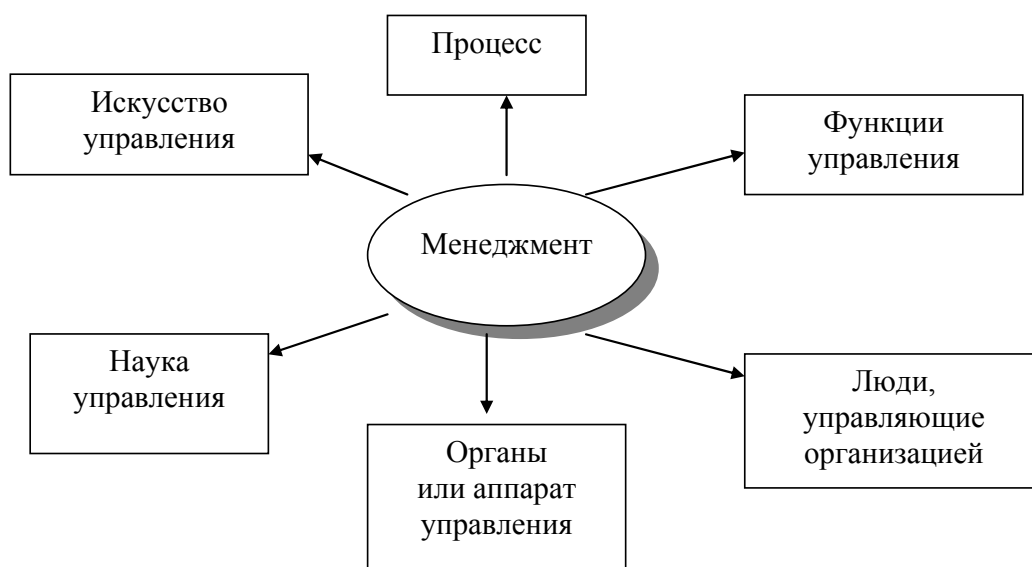 Процесс
Искусство
управления
Функции
управления
Менеджмент
Наука
управления
Люди,
управляющие
организацией
Органы
или аппарат
управления